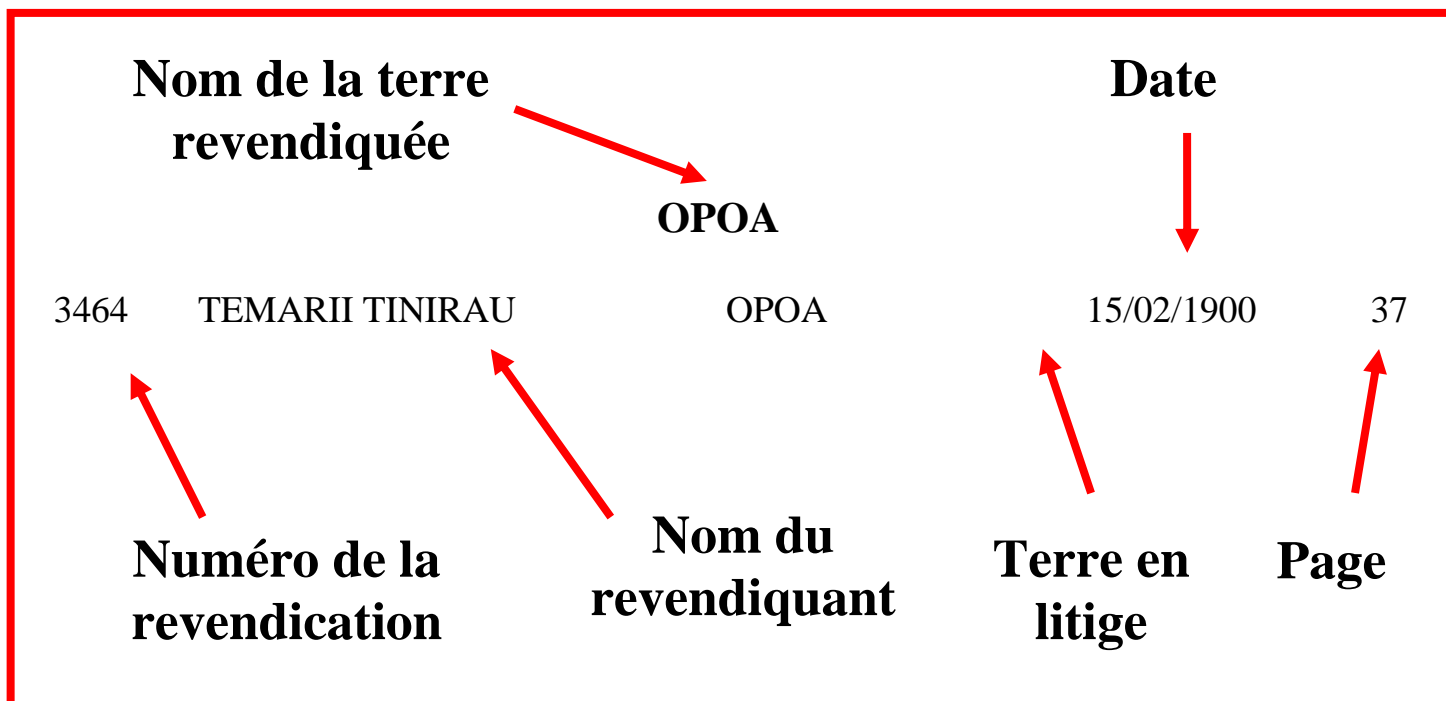 Nom de la terre
revendiquée
Date
OPOA
3464 TEMARII TINIRAU OPOA 15/02/1900 37
Numéro de la
revendication
Nom du
revendiquant
Terre en
litige
Page